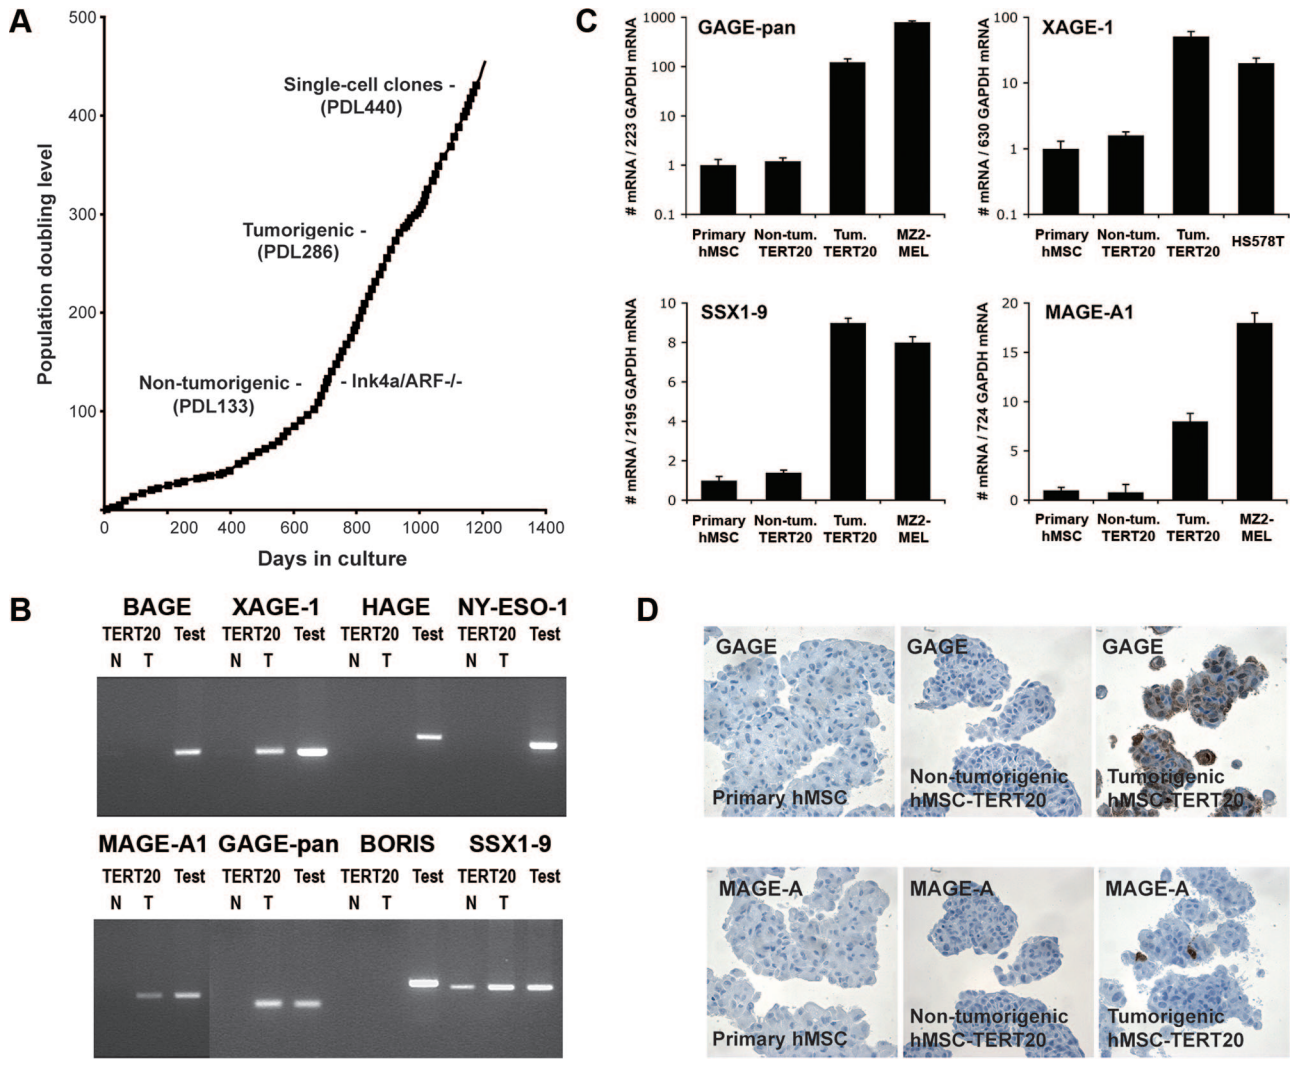 A
500
400
300
200
100
0
200
200
400
600
800
1000
1200
1400
Population doubling level
Days in culture
Single-cell clones -
(PDL440)
Tumorigenic -
(PDL286)
Non-tumorigenic -
(PDL133)
- Ink4a/ARF-/-
C
GAGE-pan
# mRNA / 223 GAPDH mRNA
1000
100
10
1
0.1
Primary hMSC
Non-tum. TERT20
Tum. TERT20
MZ2-MEL
XAGE-1
# mRNA / 630 GAPDH mRNA
100
10
1
0.1
Primary hMSC
Non-tum. TERT20
Tum. TERT20
HS578T
SSX1-9
# mRNA / 2195 GAPDH mRNA
10
8
6
4
2
0
Primary hMSC
Non-tum. TERT20
Tum. TERT20
MZ2-MEL
MAGE-A1
# mRNA / 724 GAPDH mRNA
20
15
10
5
0
Primary hMSC
Non-tum. TERT20
Tum. TERT20
MZ2-MEL
B
BAGE XAGE-1 HAGE NY-ESO-1
TERT20 Test TERT20 Test TERT20 Test TERT20 Test
N T N T N T N T
MAGE-A1 GAGE-pan BORIS SSX1-9
TERT20 Test TERT20 Test TERT20 Test TERT20 Test
N T N T N T N T
D
GAGE
Primary hMSC
GAGE
Non-tumorigenic
hMSC-TERT20
GAGE
Tumorigenic
hMSC-TERT20
MAGE-A
Primary hMSC
MAGE-A
Non-tumorigenic
hMSC-TERT20
MAGE-A
Tumorigenic
hMSC-TERT20